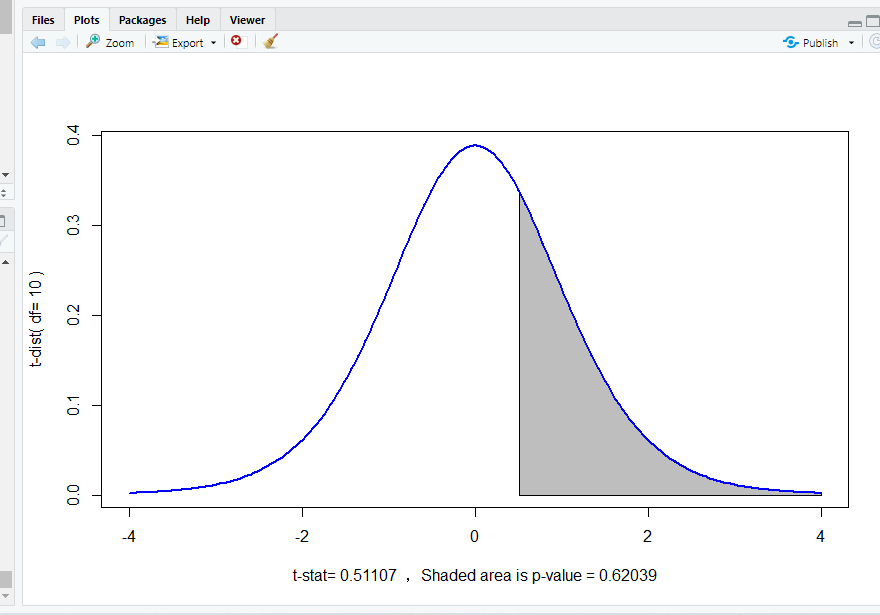 Files Plots Packages Help Viewer
Zoom Export Publish
0.4
0.3
0.2
0.1
0.0
t-dist( df= 10 )
-4 -2 0 2 4
t-stat= 0.51107 , Shaded area is p-value = 0.62039